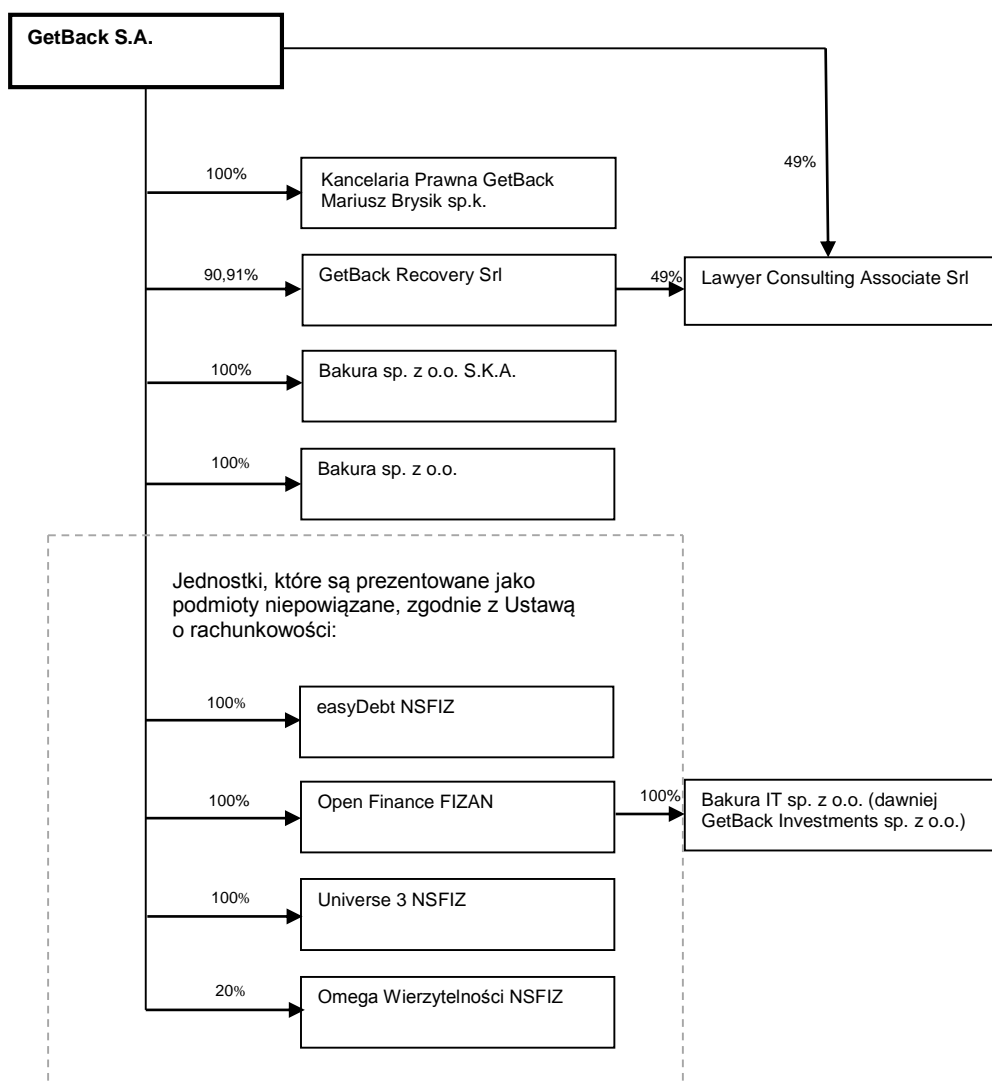 GetBack S.A.
49%
100%
Kancelaria Prawna GetBack
Mariusz Brysik sp.k.
90,91%
GetBack Recovery Srl
49%
Lawyer Consulting Associate Srl
100%
Bakura sp. z o.o. S.K.A.
100%
Bakura sp. z o.o.
Jednostki, które są prezentowane jako
podmioty niepowiązane, zgodnie z Ustawą
o rachunkowości:
100%
easyDebt NSFIZ
100%
Open Finance FIZAN
100%
Bakura IT sp. z o.o. (dawniej
GetBack Investments sp. z o.o.)
100%
Universe 3 NSFIZ
20%
Omega Wierzytelności NSFIZ